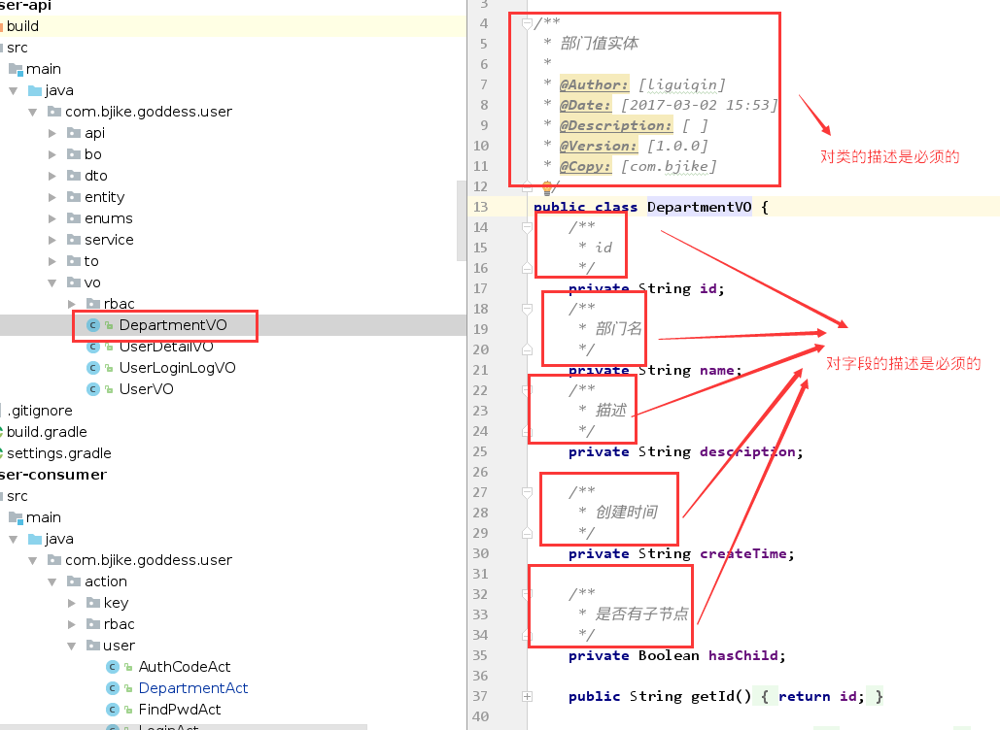 ser-api
build
src
main
java
com.bjike.goddess.user
api
bo
dto
entity
enums
service
to
vo
rbac
DepartmentVO
UserDetailVO
UserLoginLogVO
UserVO
.gitignore
build.gradle
settings.gradle
ser-consumer
src
main
java
com.bjike.goddess.user
action
key
rbac
user
AuthCodeAct
DepartmentAct
FindPwdAct
LoginAct
3
4 /**
5 * 部门值实体
6 *
7 * @Author: [liguiqin]
8 * @Date: [2017-03-02 15:53]
9 * @Description: [ ]
10 * @Version: [1.0.0]
11 * @Copy: [com.bjike]
12 */
13 public class DepartmentVO {
14 /**
15 * id
16 */
17 private String id;
18 /**
19 * 部门名
20 */
21 private String name;
22 /**
23 * 描述
24 */
25 private String description;
26
27 /**
28 * 创建时间
29 */
30 private String createTime;
31
32 /**
33 * 是否有子节点
34 */
35 private Boolean hasChild;
36
37 public String getId() { return id; }
40
对类的描述是必须的
对字段的描述是必须的